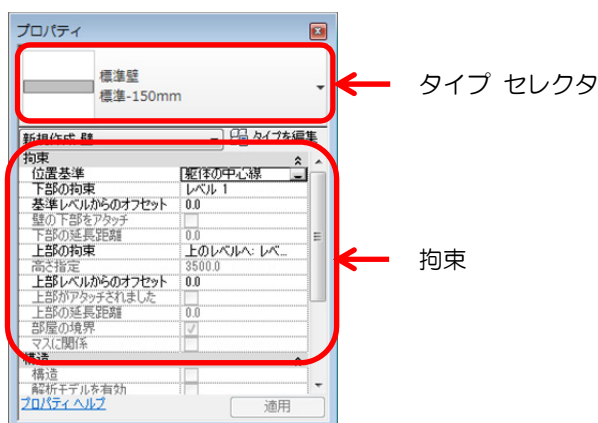 プロパティ
標準壁
標準-150mm
タイプ セレクタ
新規作成 壁 タイプを編集
拘束
位置基準 躯体の中心線
下部の拘束 レベル 1
基準レベルからのオフセット 0.0
壁の下部をアタッチ
下部の延長距離 0.0
上部の拘束 上のレベルへ: レベ...
拘束
高さ指定 3500.0
上部レベルからのオフセット 0.0
上部がアタッチされました
上部の延長距離 0.0
部屋の境界
マスに関係
構造
構造
解析モデルを有効
プロパティ ヘルプ 適用